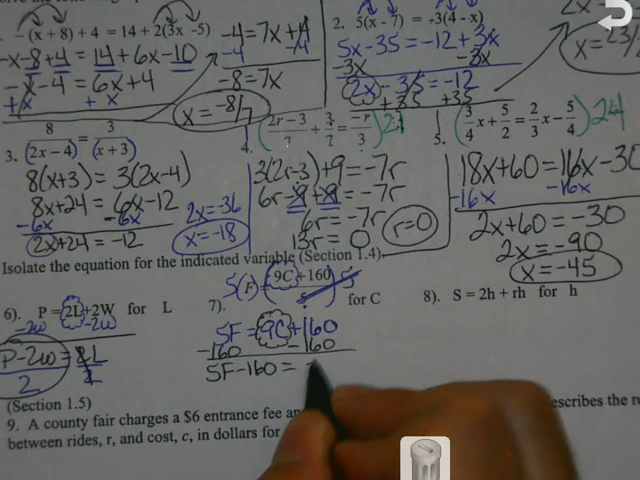 -(x + 8) + 4 = 14 + 2(3x -5)
-x-8+4 = 14+6x-10
-x-4 = 6x+4
+x +x
-4 = 7x+4
-4 -4
-8=7x
x = -8/7
2. 5(x - 7) = -3(4 - x)
5x-35 = -12+3x
-3x -3x
2x-35=-12
+35 +35
x=23/2
3. 8/(2x-4) = 3/(x+3)
8(x+3) = 3(2x-4)
8x+24 = 6x-12
-6x -6x
2x+24 = -12
2x=-36
x=-18
4. (2r-3)/7 + 3/7 = -r/3 21
3(2r-3)+9=-7r
6r-9+9=-7r
6r=-7r
13r = 0
r=0
5. (3/4x + 5/2 = 2/3x - 5/4) 24
18x+60=16x-30
-16x -16x
2x+60=-30
2x=-90
x=-45
Isolate the equation for the indicated variable (Section 1.4).
6). P=2L+2W for L
-2w -2w
P-2w = 2L
2 2
7). 5(F)=(9C+160/5)5 for C
5F=9C+160
-160 -160
5F-160=
8). S = 2h + rh for h
(Section 1.5)
9. A county fair charges a $6 entrance fee an
between rides, r, and cost, c, in dollars for
escribes the re